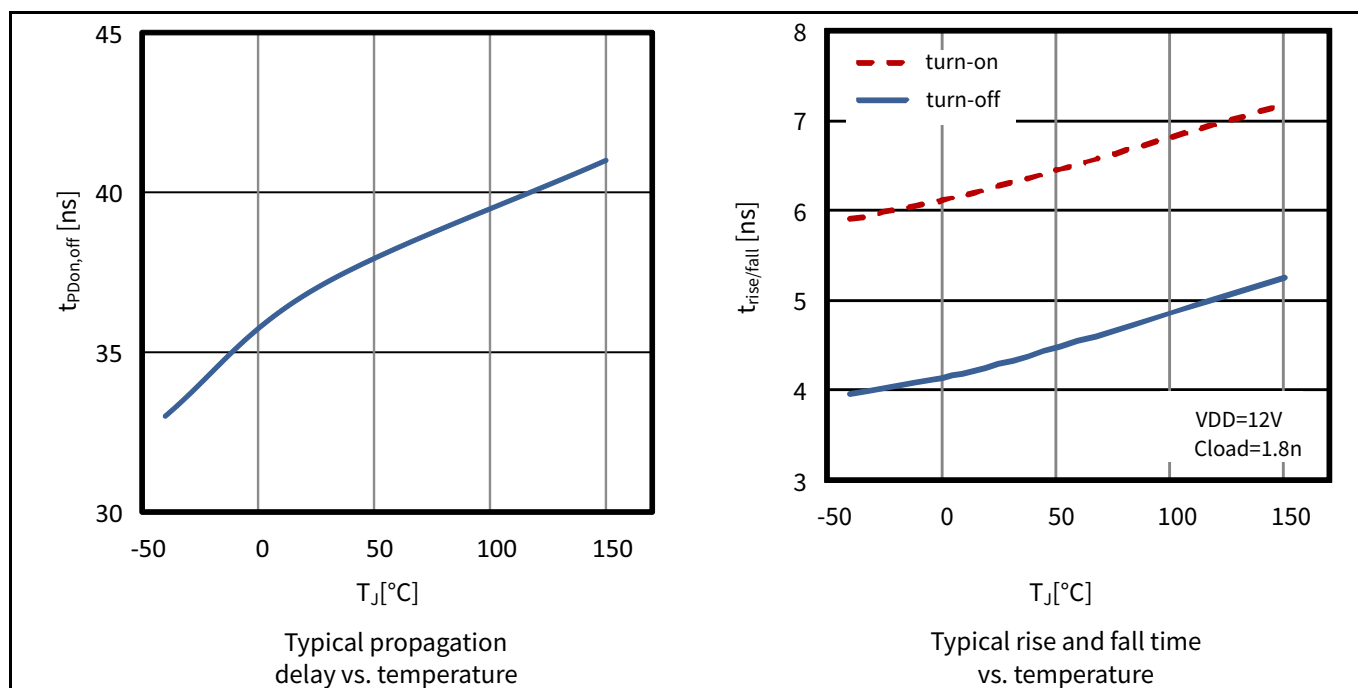 45
40
35
30
-50
0
50
100
150
tPDon,off [ns]
TJ[°C]
Typical propagation
delay vs. temperature
8
7
6
5
4
3
turn-on
turn-off
VDD=12V
Cload=1.8n
-50
0
50
100
150
trise/fall [ns]
TJ[°C]
Typical rise and fall time
vs. temperature